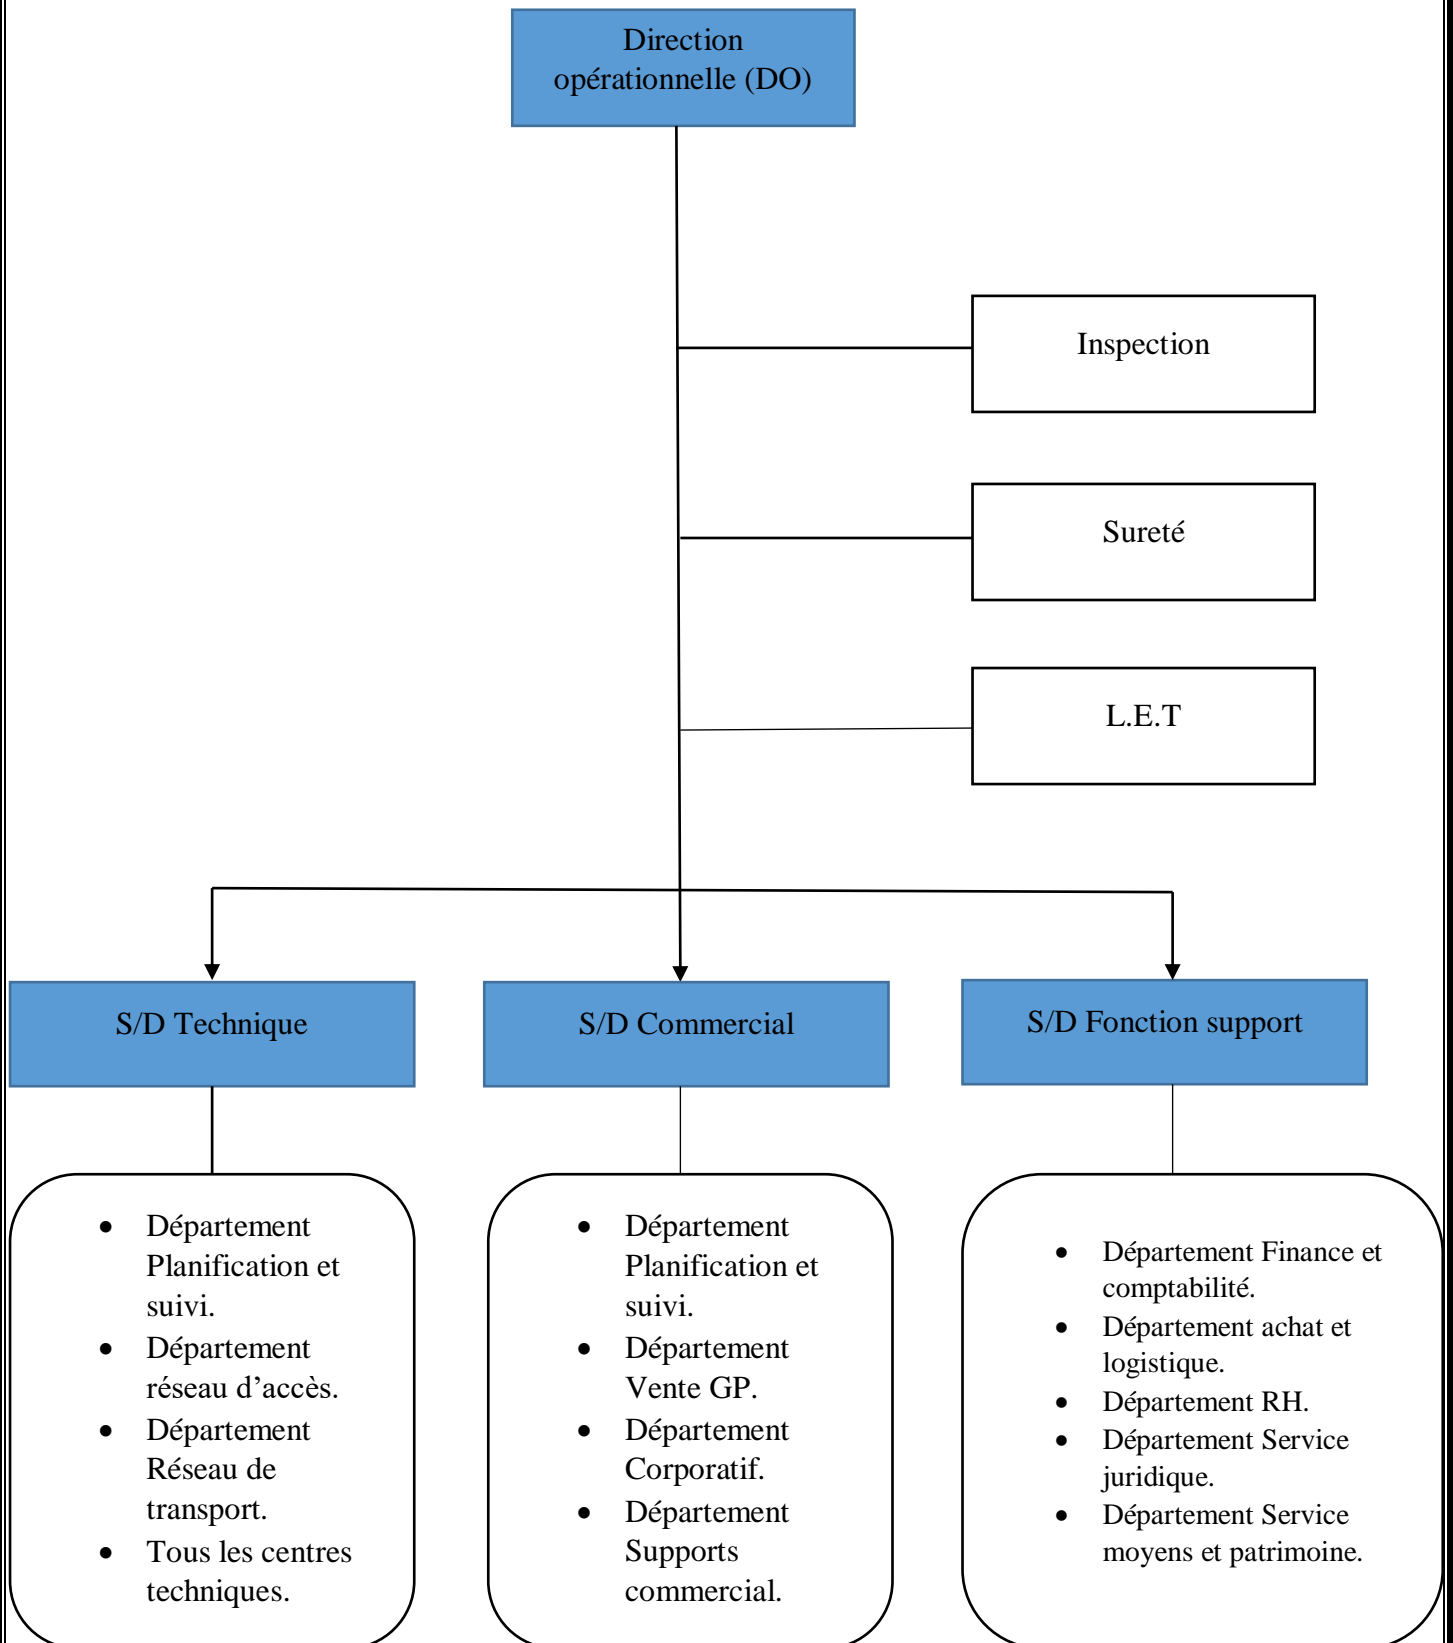 Direction
opérationnelle (DO)
Inspection
Sureté
L.E.T
S/D Technique
S/D Commercial
S/D Fonction support
• Département
Planification et
suivi.
• Département
réseau d’accès.
• Département
Réseau de
transport.
• Tous les centres
techniques.
• Département
Planification et
suivi.
• Département
Vente GP.
• Département
Corporatif.
• Département
Supports
commercial.
• Département Finance et
comptabilité.
• Département achat et
logistique.
• Département RH.
• Département Service
juridique.
• Département Service
moyens et patrimoine.